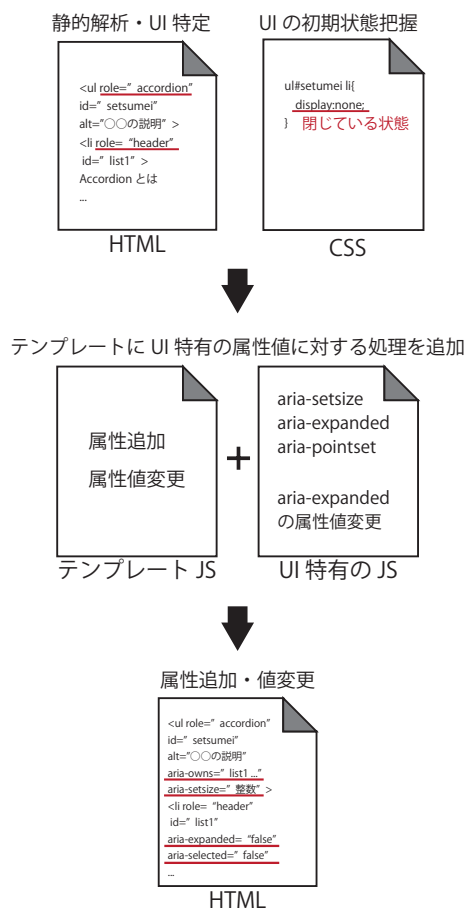 静的解析・UI 特定
UI の初期状態把握
<ul role=” accordion”
id=” setsumei”
alt=”○○の説明” >
<li role= “header”
id=” list1” >
Accordion とは
...
HTML
ul#setumei li{
display:none;
} 閉じている状態
CSS
テンプレートに UI 特有の属性値に対する処理を追加
属性追加
属性値変更
テンプレート JS
+
aria-setsize
aria-expanded
aria-pointset
aria-expanded
の属性値変更
UI 特有の JS
属性追加・値変更
<ul role=” accordion”
id=” setsumei”
alt=”○○の説明”
aria-owns=” list1 ...”
aria-setsize=” 整数” >
<li role= “header”
id=” list1”
aria-expanded= “false”
aria-selected=” false”
...
HTML